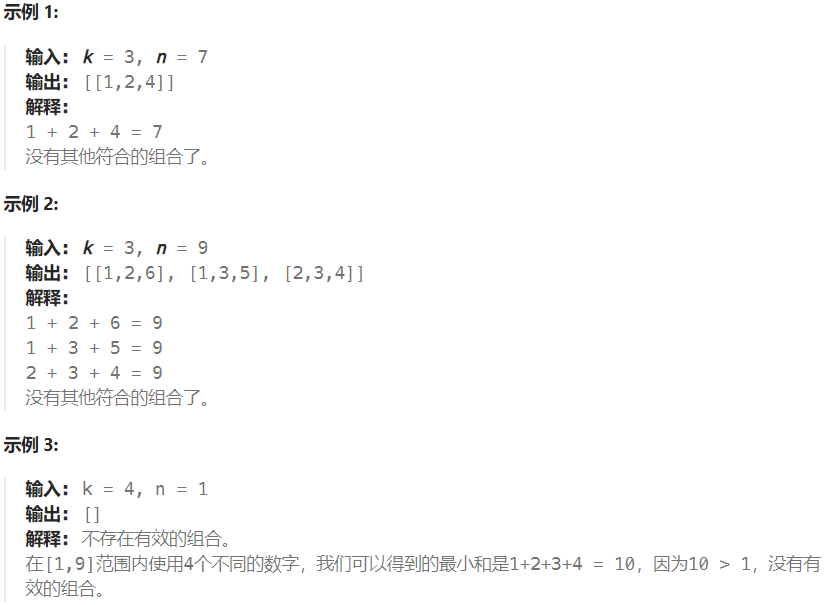 示例 1:
输入: k = 3, n = 7
输出: [[1,2,4]]
解释:
1 + 2 + 4 = 7
没有其他符合的组合了。
示例 2:
输入: k = 3, n = 9
输出: [[1,2,6], [1,3,5], [2,3,4]]
解释:
1 + 2 + 6 = 9
1 + 3 + 5 = 9
2 + 3 + 4 = 9
没有其他符合的组合了。
示例 3:
输入: k = 4, n = 1
输出: []
解释: 不存在有效的组合。
在[1,9]范围内使用4个不同的数字，我们可以得到的最小和是1+2+3+4 = 10，因为10 > 1，没有有
效的组合。